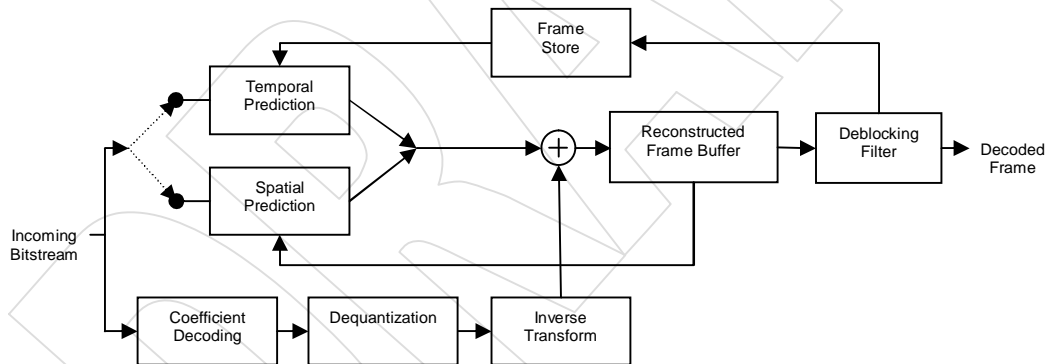 Frame
Store
Temporal
Prediction
Reconstructed
Frame Buffer
Deblocking
Filter
Decoded
Frame
Spatial
Prediction
Incoming
Bitstream
Coefficient
Decoding
Dequantization
Inverse
Transform